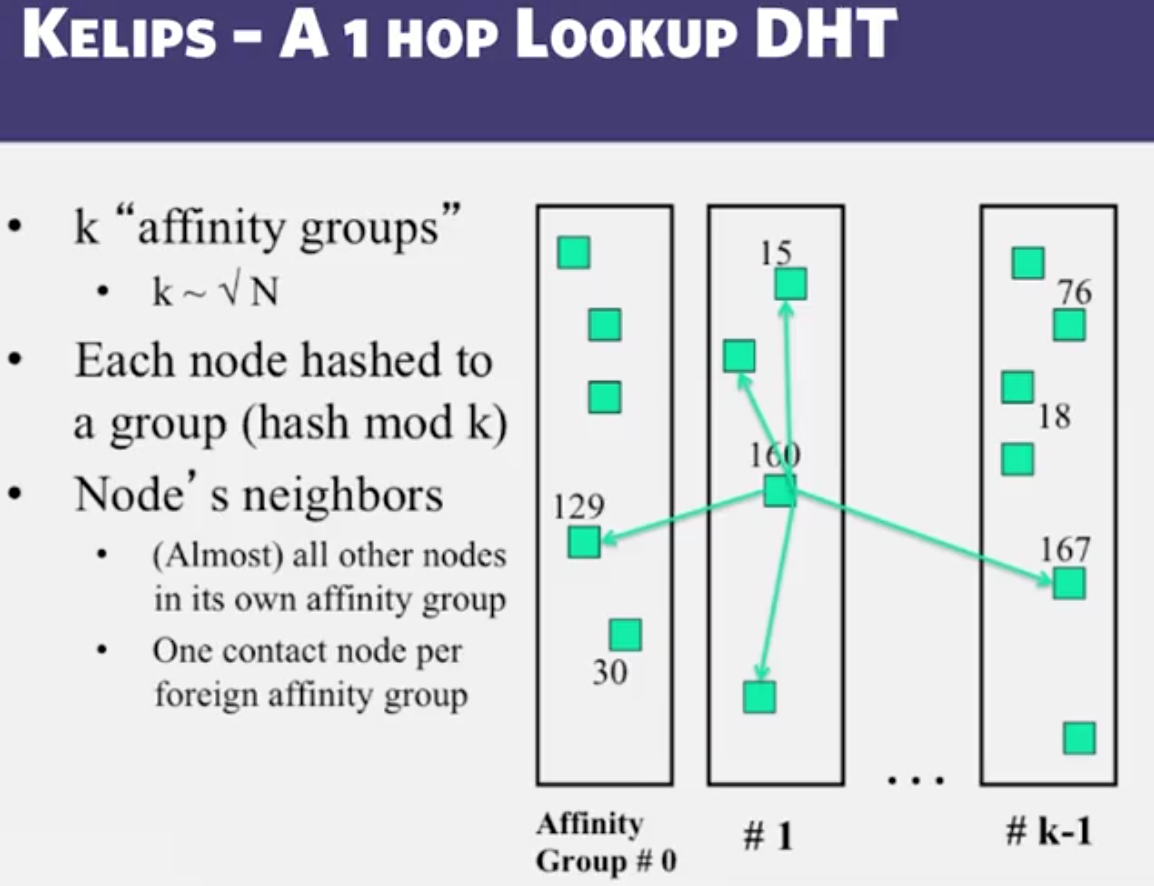 KELIPS – A 1 HOP LOOKUP DHT
• k “affinity groups”
• k ~ √ N
• Each node hashed to
a group (hash mod k)
• Node’s neighbors
• (Almost) all other nodes
in its own affinity group
• One contact node per
foreign affinity group
129
30
Affinity
Group # 0
15
160
# 1
...
76
18
167
# k-1